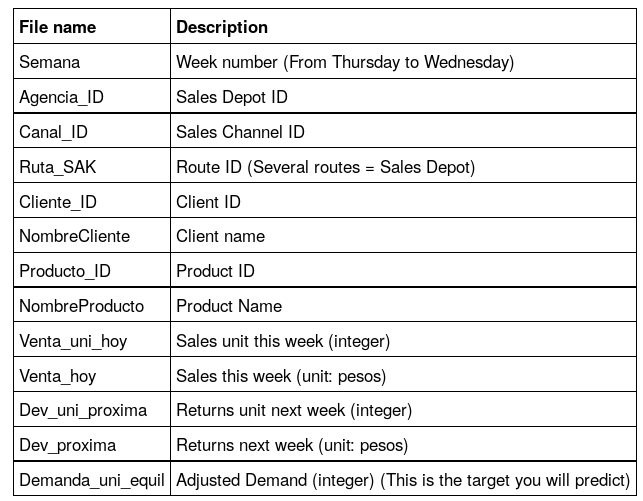 File name Description
Semana Week number (From Thursday to Wednesday)
Agencia_ID Sales Depot ID
Canal_ID Sales Channel ID
Ruta_SAK Route ID (Several routes = Sales Depot)
Cliente_ID Client ID
NombreCliente Client name
Producto_ID Product ID
NombreProducto Product Name
Venta_uni_hoy Sales unit this week (integer)
Venta_hoy Sales this week (unit: pesos)
Dev_uni_proxima Returns unit next week (integer)
Dev_proxima Returns next week (unit: pesos)
Demanda_uni_equil Adjusted Demand (integer) (This is the target you will predict)